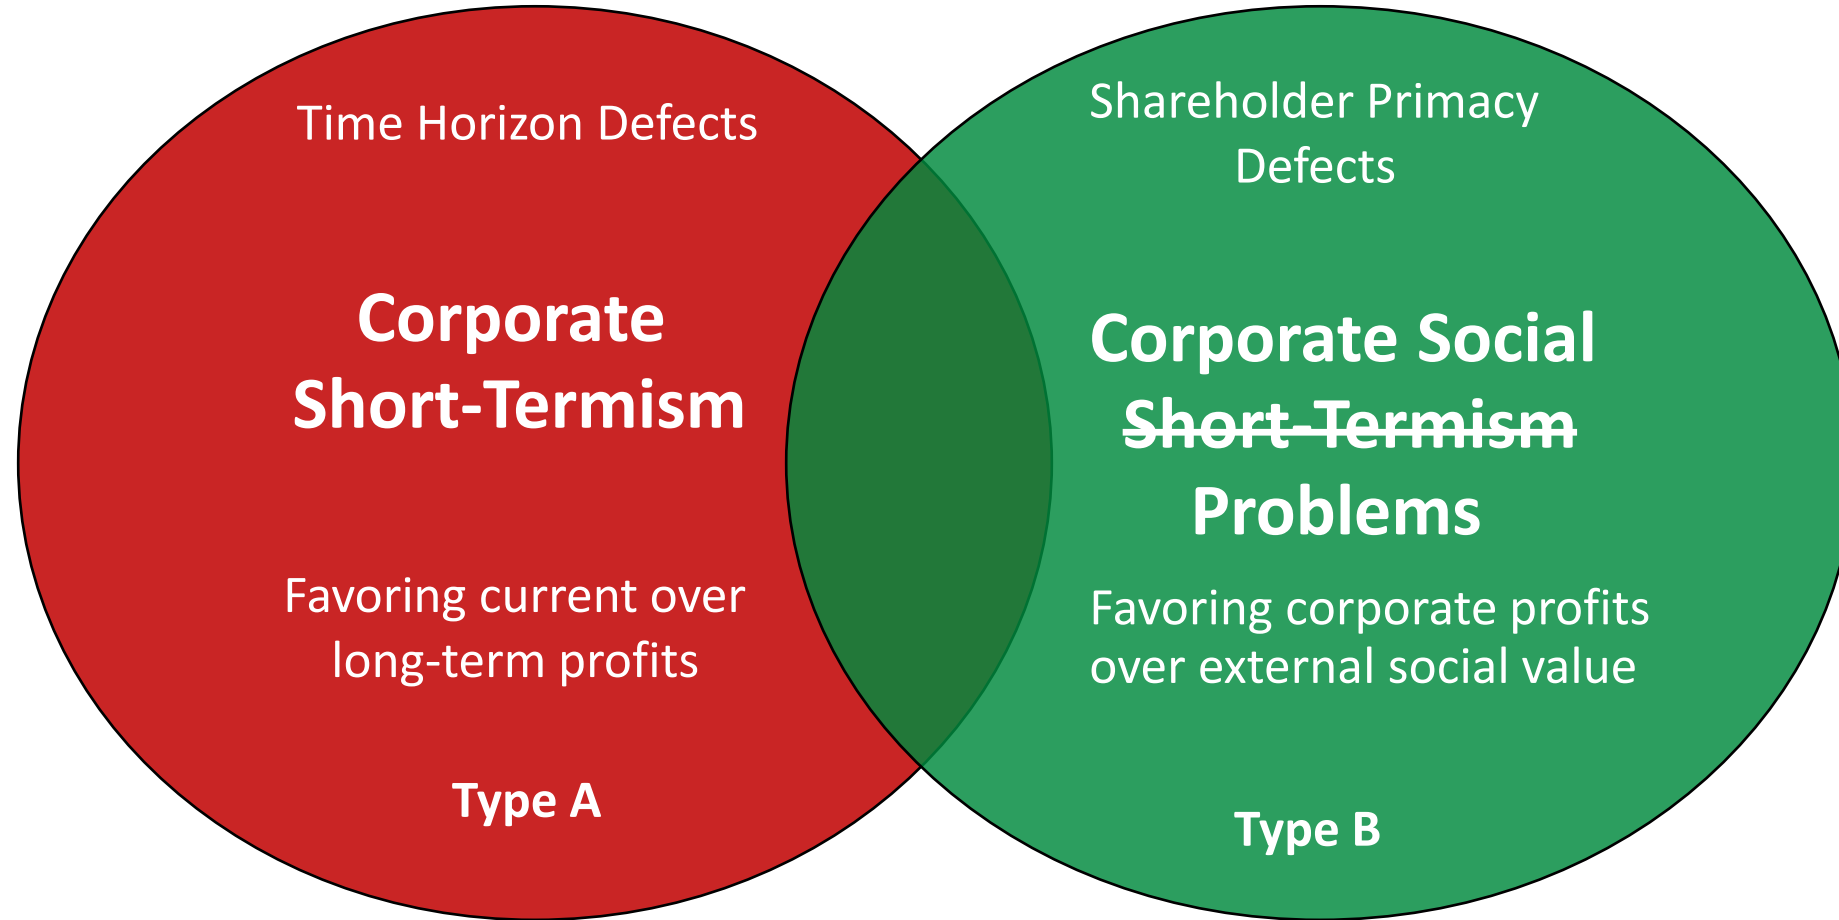 Time Horizon Defects
Corporate
Short-Termism
Favoring current over
long-term profits
Type A
Shareholder Primacy
Defects
Corporate Social
Short-Termism
Problems
Favoring corporate profits
over external social value
Type B